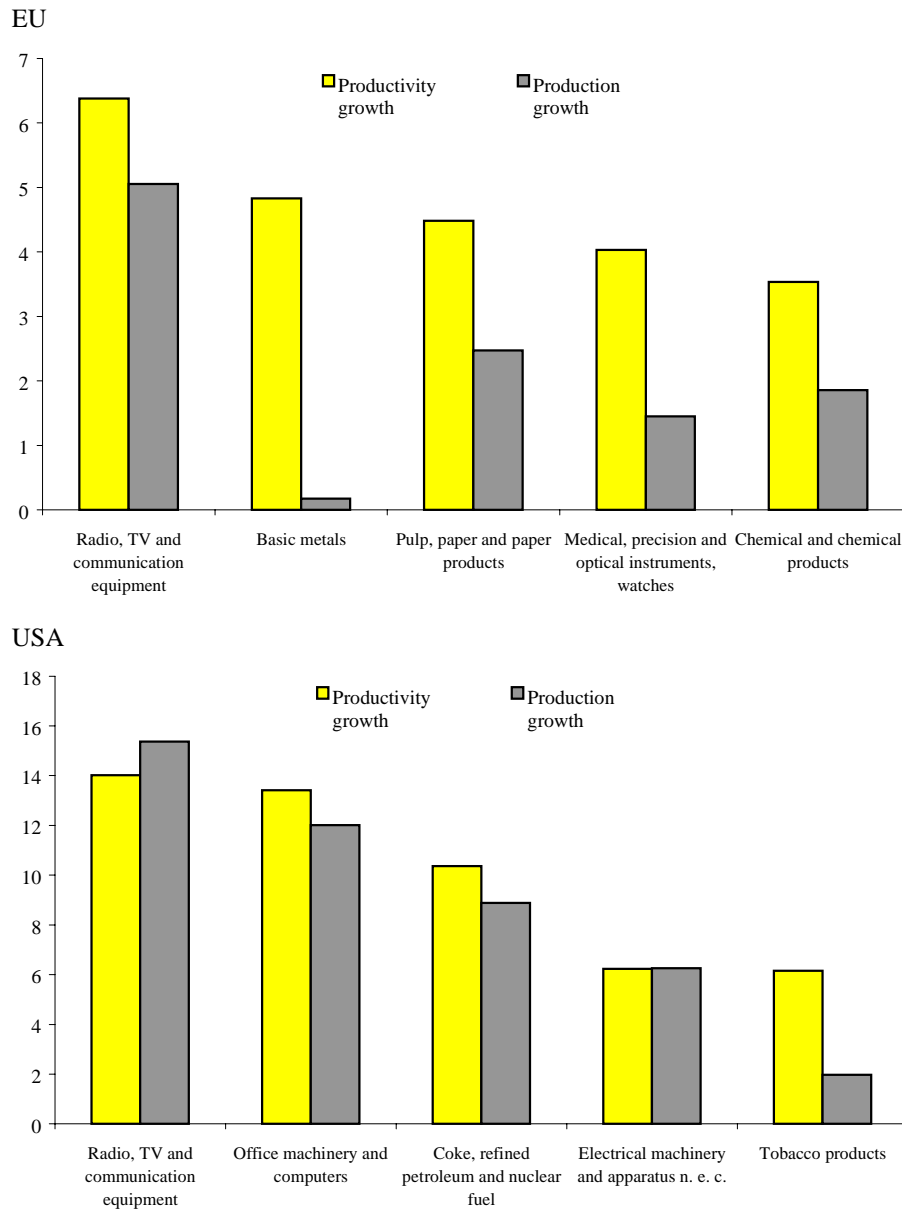 EU
7
6
5
4
3
2
1
0
Productivity
growth
Production
growth
Radio, TV and
communication
equipment
Basic metals
Pulp, paper and paper
products
Medical, precision and
optical instruments,
watches
Chemical and chemical
products
USA
18
16
14
12
10
8
6
4
2
0
Productivity
growth
Production
growth
Radio, TV and
communication
equipment
Office machinery and
computers
Coke, refined
petroleum and nuclear
fuel
Electrical machinery
and apparatus n. e. c.
Tobacco products